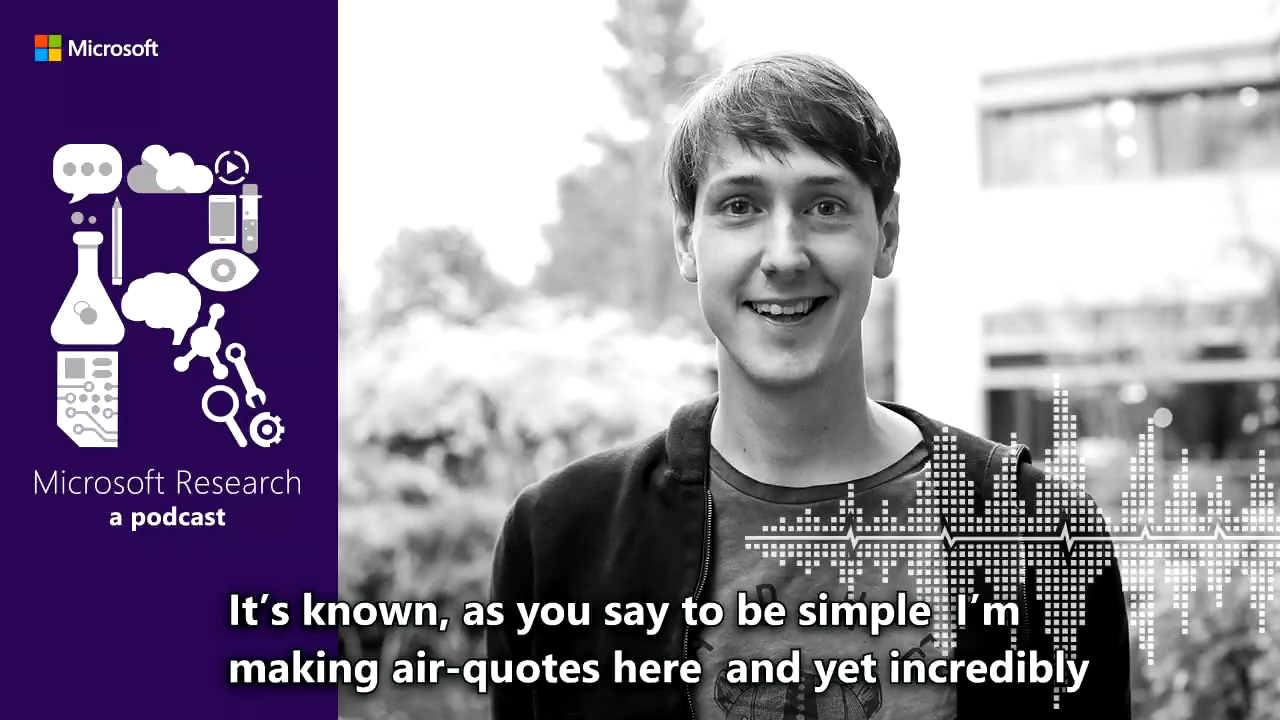 Microsoft
Microsoft Research
a podcast
It’s known, as you say to be simple  I’m
making air-quotes here  and yet incredibly